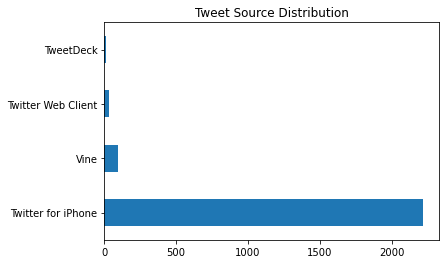 Tweet Source Distribution
TweetDeck
Twitter Web Client
Vine
Twitter for iPhone
0 500 1000 1500 2000